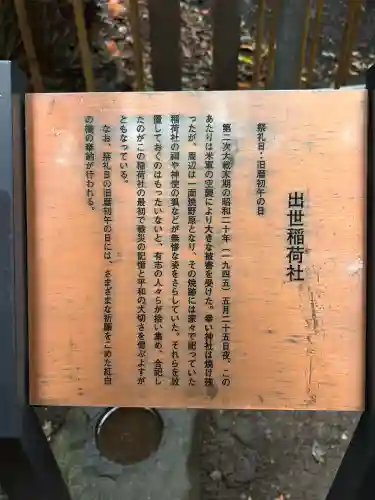 出世稲荷社
祭礼日・旧暦初午の日
第二次大戦末期の昭和二十年（一九四五）五月二十五日夜、この
あたりは米軍の空襲により大きな被害を受けた。幸い神社は焼け残
ったが、周辺は一面焼野原となり、その焼跡には家々で祀っていた
稲荷社の祠や神使の狐などが無惨な姿をさらしていた。それらを放
置しておくのはもったいないと、有志の人々らが拾い集め、合祀し
たのがこの稲荷社の最初で戦災の記憶と平和の大切さを偲ぶよすが
ともなっている。
なお、祭礼日の旧暦初午の日には、さまざまな祈願をこめた紅白
の幟の奉納が行われる。